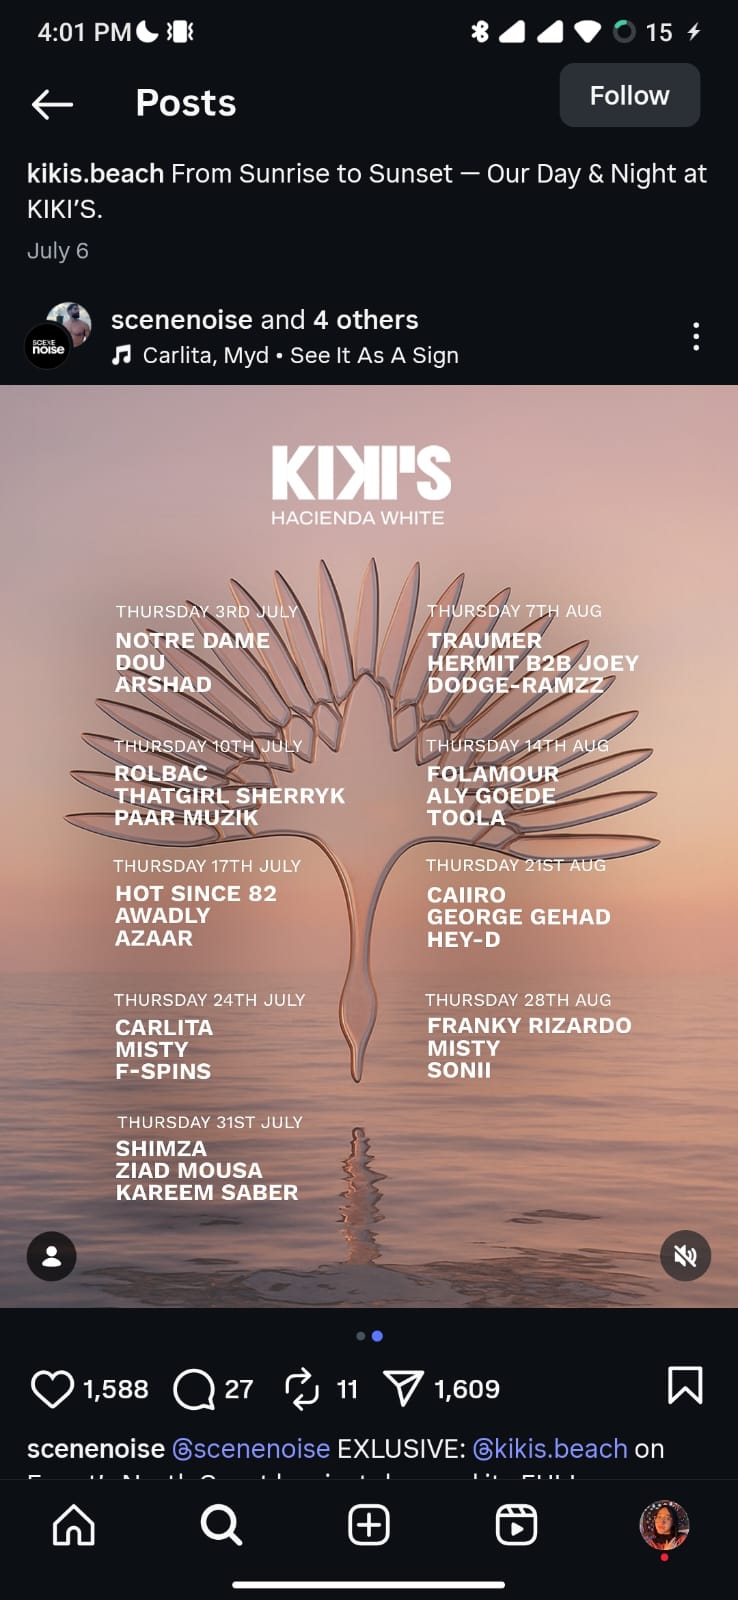 4:01 PM
15
Posts
Follow
kikis.beach From Sunrise to Sunset — Our Day & Night at
KIKI'S.
July 6
SCENE
noise
scenenoise and 4 others
Carlita, Myd • See It As A Sign
KIKI'S
HACIENDA WHITE
THURSDAY 3RD JULY
NOTRE DAME
DOU
ARSHAD
THURSDAY 10TH JULY
ROLBAC
THATGIRL SHERRYK
PAAR MUZIK
THURSDAY 17TH JULY
HOT SINCE 82
AWADLY
AZAAR
THURSDAY 24TH JULY
CARLITA
MISTY
F-SPINS
THURSDAY 31ST JULY
SHIMZA
ZIAD MOUSA
KAREEM SABER
THURSDAY 7TH AUG
TRAUMER
HERMIT B2B JOEY
DODGE-RAMZZ
THURSDAY 14TH AUG
FOLAMOUR
ALY GOEDE
TOOLA
THURSDAY 21ST AUG
CAIIRO
GEORGE GEHAD
HEY-D
THURSDAY 28TH AUG
FRANKY RIZARDO
MISTY
SONII
1,588
27
11
1,609
scenenoise @scenenoise EXLUSIVE: @kikis.beach on